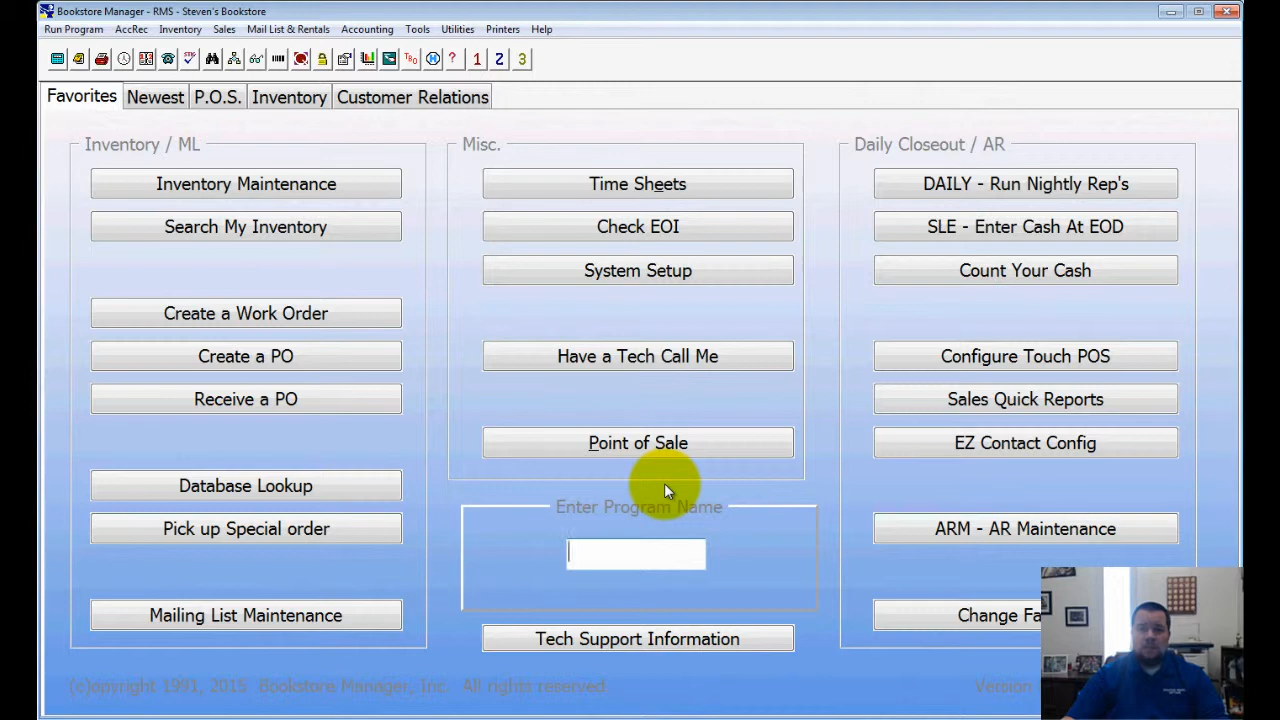 Bookstore Manager - RMS - Steven's Bookstore
Run Program AccRec Inventory Sales Mail List & Rentals Accounting Tools Utilities Printers Help
? 1 2 3
Favorites Newest P.O.S. Inventory Customer Relations
Inventory / ML
Inventory Maintenance
Search My Inventory
Create a Work Order
Create a PO
Receive a PO
Database Lookup
Pick up Special order
Mailing List Maintenance
Misc.
Time Sheets
Check EOI
System Setup
Have a Tech Call Me
Point of Sale
Enter Program Name
Tech Support Information
Daily Closeout / AR
DAILY - Run Nightly Rep's
SLE - Enter Cash At EOD
Count Your Cash
Configure Touch POS
Sales Quick Reports
EZ Contact Config
ARM - AR Maintenance
Change Fa
(c)opyright 1991, 2015 Bookstore Manager, Inc. All rights reserved
Version